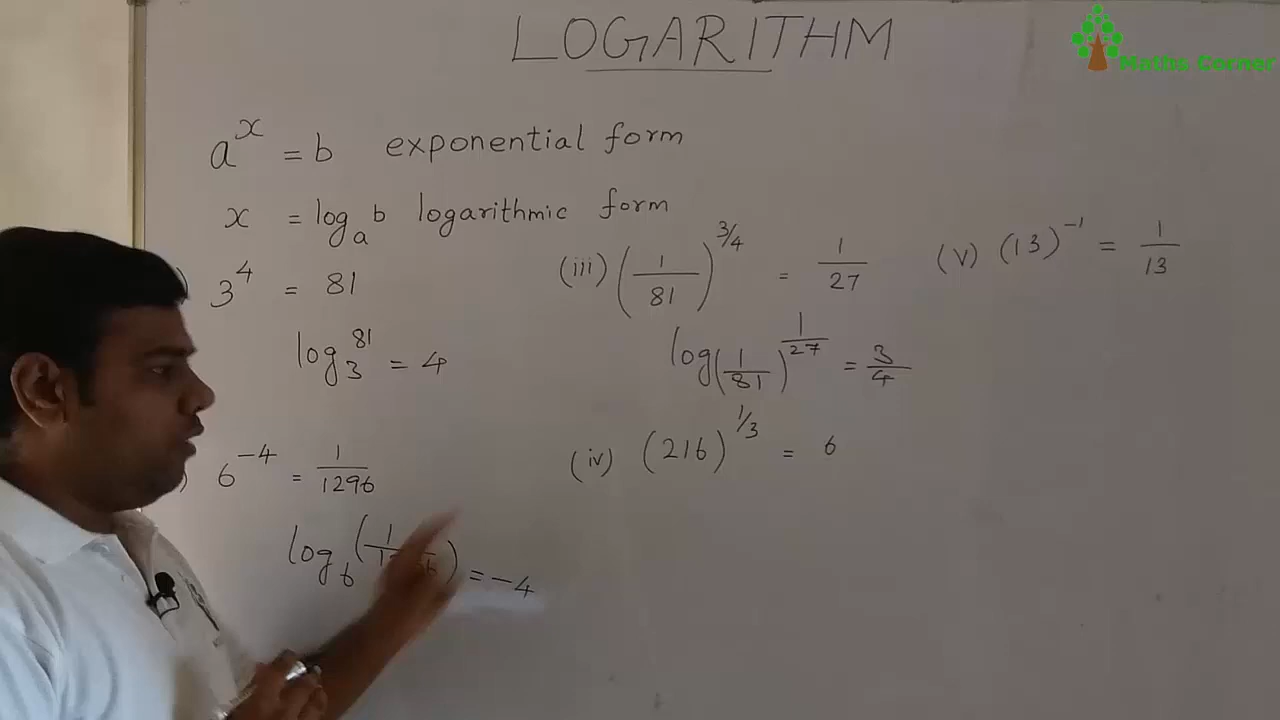 LOGARITHM
Maths Corner
a^x = b exponential form
x = log_a b logarithmic form
) 3^4 = 81
log_3 81 = 4
) 6^-4 = 1/1296
log_6 (1/1296) = -4
(iii) (1/81)^3/4 = 1/27
log_(1/81) 1/27 = 3/4
(iv) (216)^1/3 = 6
(v) (13)^-1 = 1/13